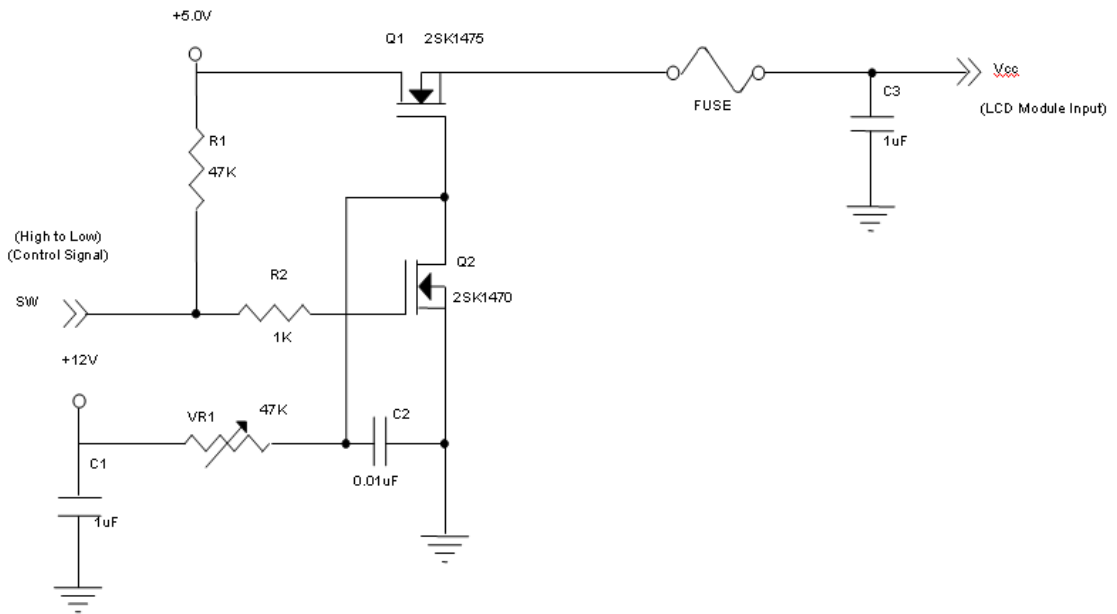 +5.0V
Q1 2SK1475
Vcc
FUSE
C3
(LCD Module Input)
R1
1uF
47K
(High to Low)
(Control Signal)
R2
Q2
SW
2SK1470
1K
+12V
VR1
47K
C2
C1
0.01uF
1uF